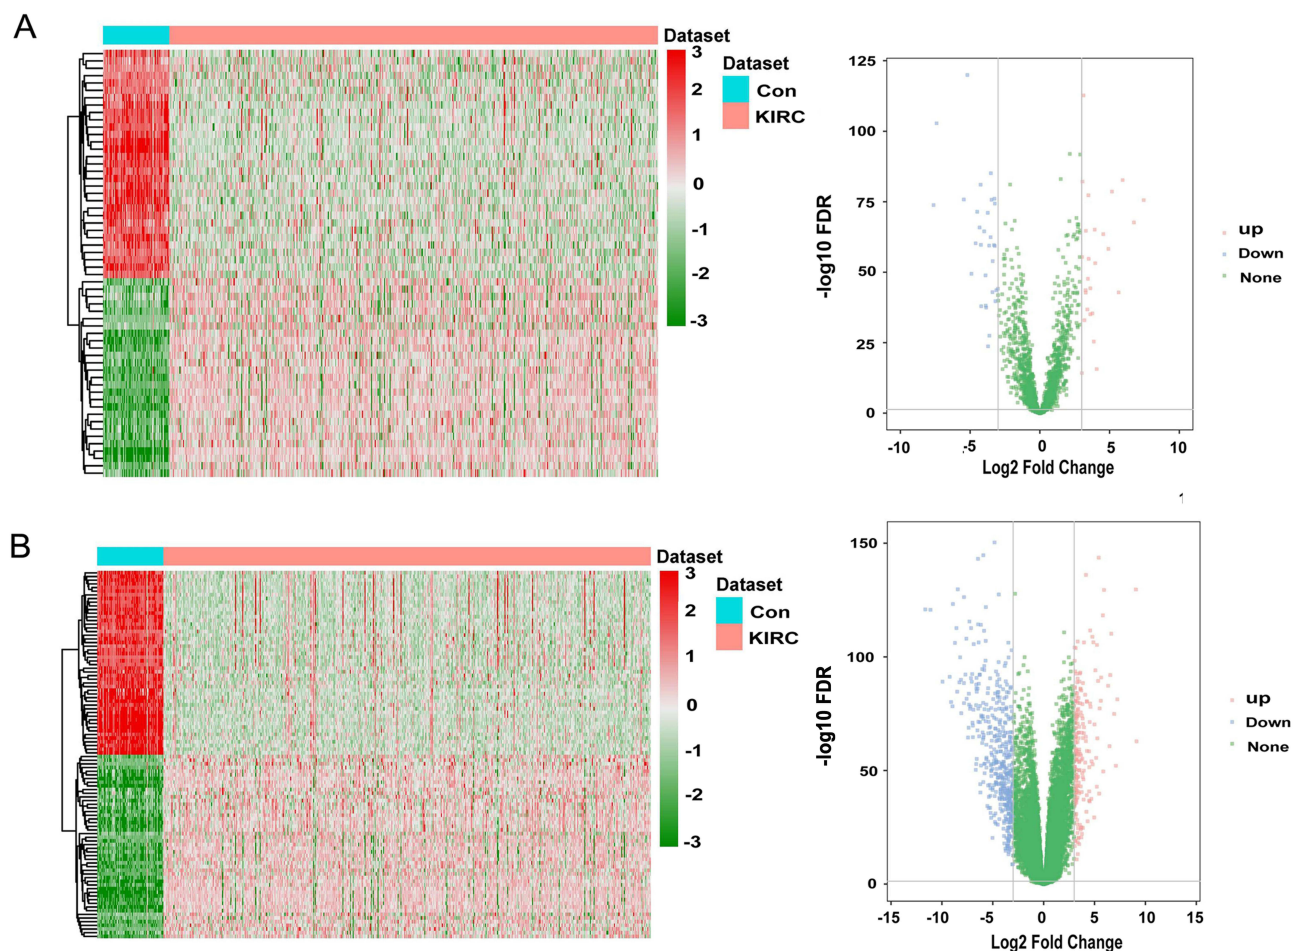 A
Dataset
3
2
1
0
-1
-2
-3
Dataset
Con
KIRC
-log10 FDR
125
100
75
50
25
0
-10
-5
0
5
10
Log2 Fold Change
up
Down
None
B
Dataset
3
2
1
0
-1
-2
-3
Dataset
Con
KIRC
-log10 FDR
150
100
50
0
-15
-10
-5
0
5
10
15
Log2 Fold Change
up
Down
None